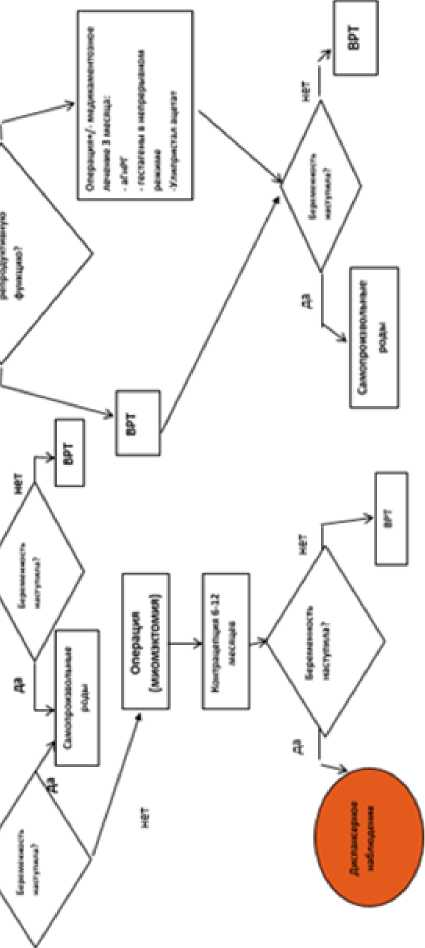 репродуктивную
функцию?
Беременность
наступила?
да
Беременность
наступила?
да
нет
Самопроизвольные
роды
ВРТ
Операция+/- медикаментозное
лечение 3 месяца:
- аГнРГ
- гестагены в непрерывном
режиме
-Улипристал ацетат
нет
Операция
(миомэктомия)
ВРТ
Контрацепция 6-12
месяцев
Беременность
наступила?
да
нет
Диспансерное
наблюдение
ВРТ
Беременность
наступила?
да
нет
Самопроизвольные
роды
ВРТ